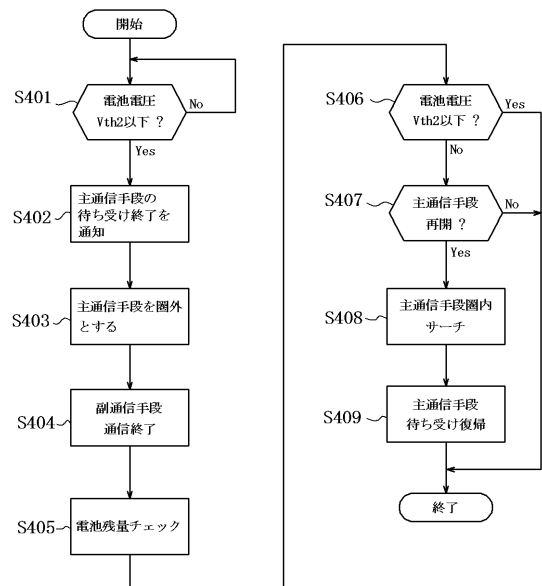 開始
S401
電池電圧
Vth2以下 ?
No
Yes
S402
主通信手段の
待ち受け終了を
通知
S403
主通信手段を圏外
とする
S404
副通信手段
通信終了
S405
電池残量チェック
S406
電池電圧
Vth2以下 ?
Yes
No
S407
主通信手段
再開 ?
No
Yes
S408
主通信手段圏内
サーチ
S409
主通信手段
待ち受け復帰
終了